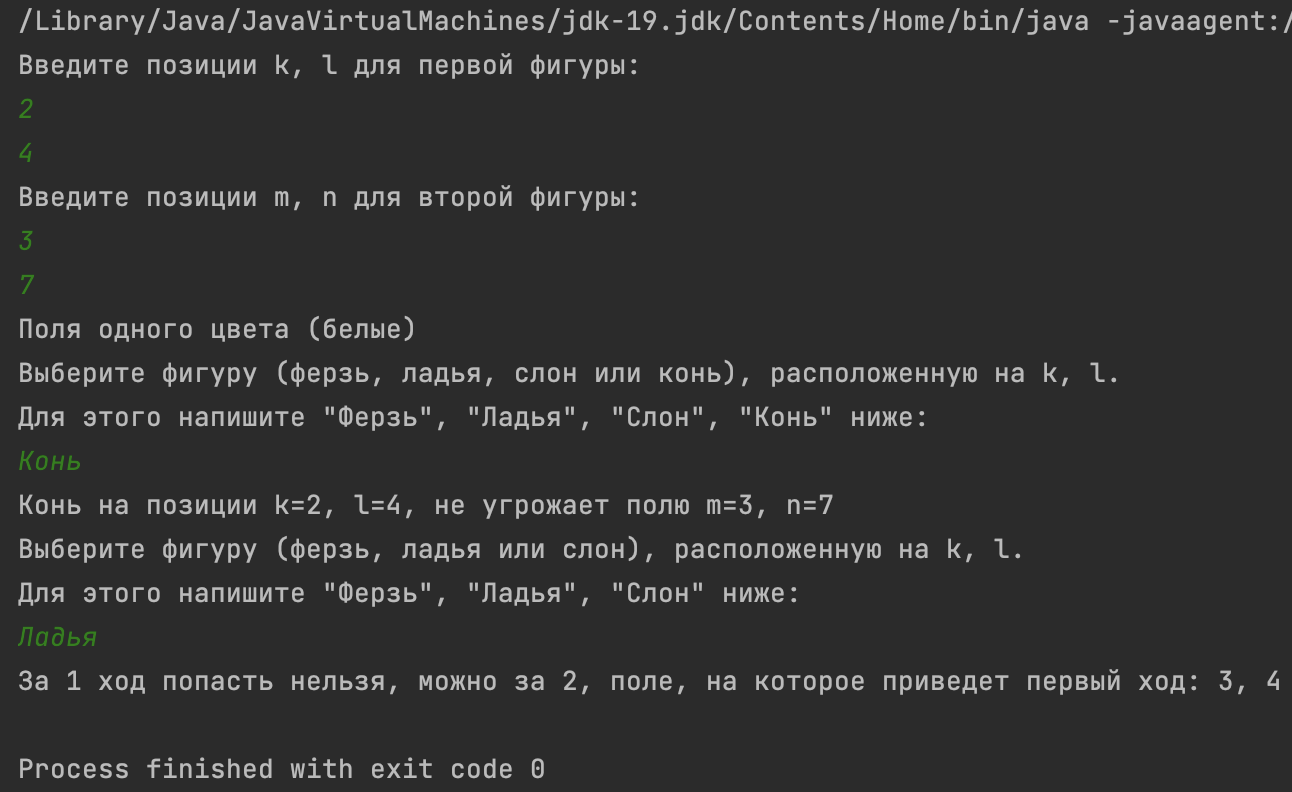 /Library/Java/JavaVirtualMachines/jdk-19.jdk/Contents/Home/bin/java -javaagent:/
Введите позиции k, l для первой фигуры:
2
4
Введите позиции m, n для второй фигуры:
3
7
Поля одного цвета (белые)
Выберите фигуру (ферзь, ладья, слон или конь), расположенную на k, l.
Для этого напишите "Ферзь", "Ладья", "Слон", "Конь" ниже:
Конь
Конь на позиции k=2, l=4, не угрожает полю m=3, n=7
Выберите фигуру (ферзь, ладья или слон), расположенную на k, l.
Для этого напишите "Ферзь", "Ладья", "Слон" ниже:
Ладья
За 1 ход попасть нельзя, можно за 2, поле, на которое приведет первый ход: 3, 4
Process finished with exit code 0